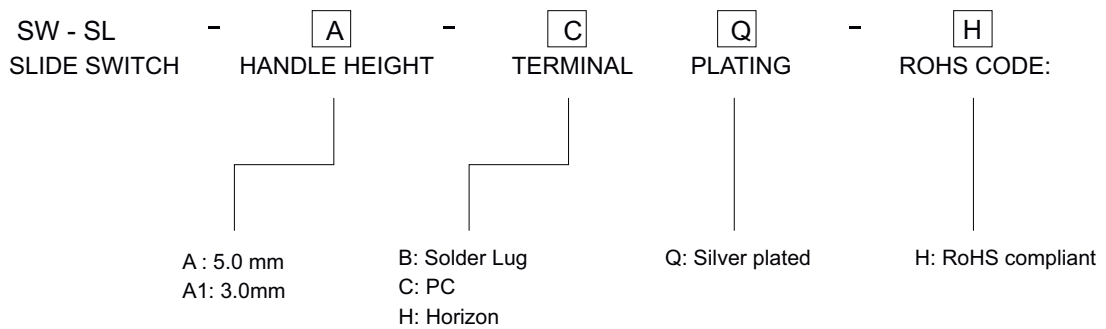 SW - SL - A - C Q - H
SLIDE SWITCH HANDLE HEIGHT TERMINAL PLATING ROHS CODE:
A : 5.0 mm
A1: 3.0mm
B: Solder Lug
C: PC
H: Horizon
Q: Silver plated
H: RoHS compliant